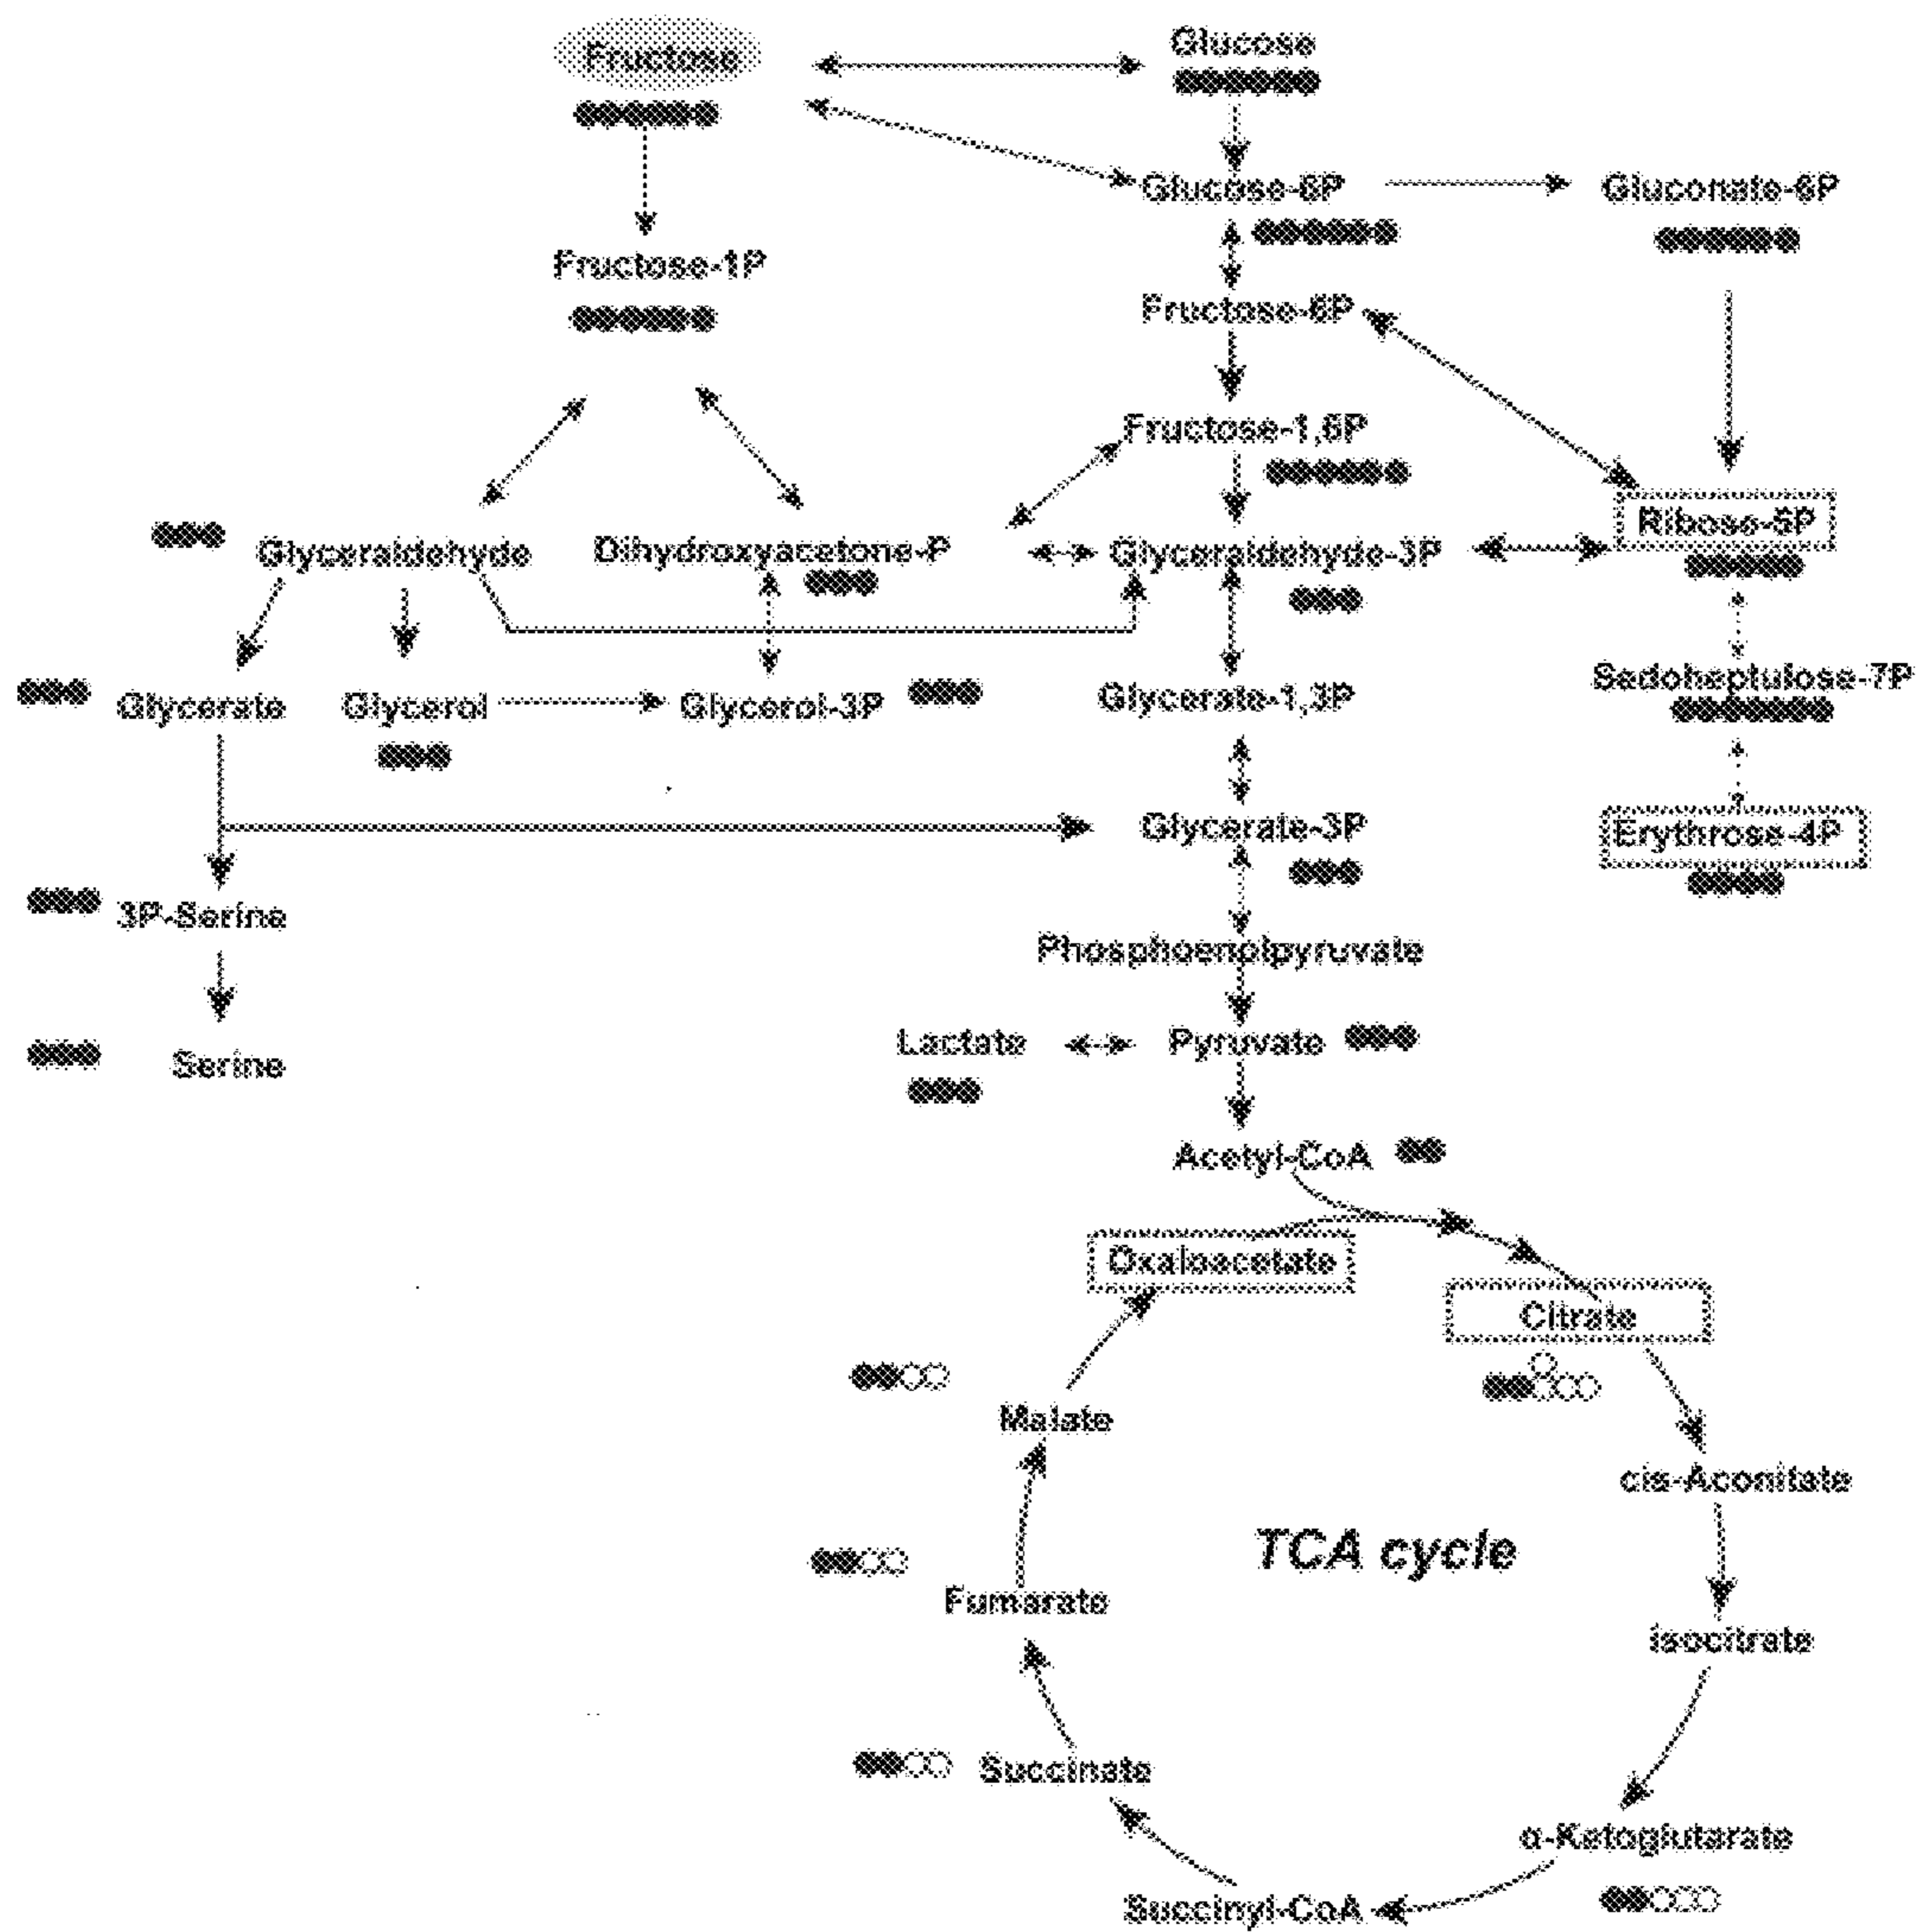 Fructose
Glucose
Glucose-6P
Gluconate-6P
Fructose-1P
Fructose-6P
Fructose-1,6P
Ribose-5P
Glyceraldehyde
Dihydroxyacetone-P
Glyceraldehyde-3P
Sedoheptulose-7P
Glycerate
Glycerol
Glycerol-3P
Glycerate-1,3P
Glycerate-3P
Erythrose-4P
3P-Serine
Phosphoenolpyruvate
Lactate
Pyruvate
Serine
Acetyl-CoA
Oxaloacetate
Citrate
Malate
cis-Aconitate
TCA cycle
Fumarate
isocitrate
Succinate
α-Ketoglutarate
Succinyl-CoA